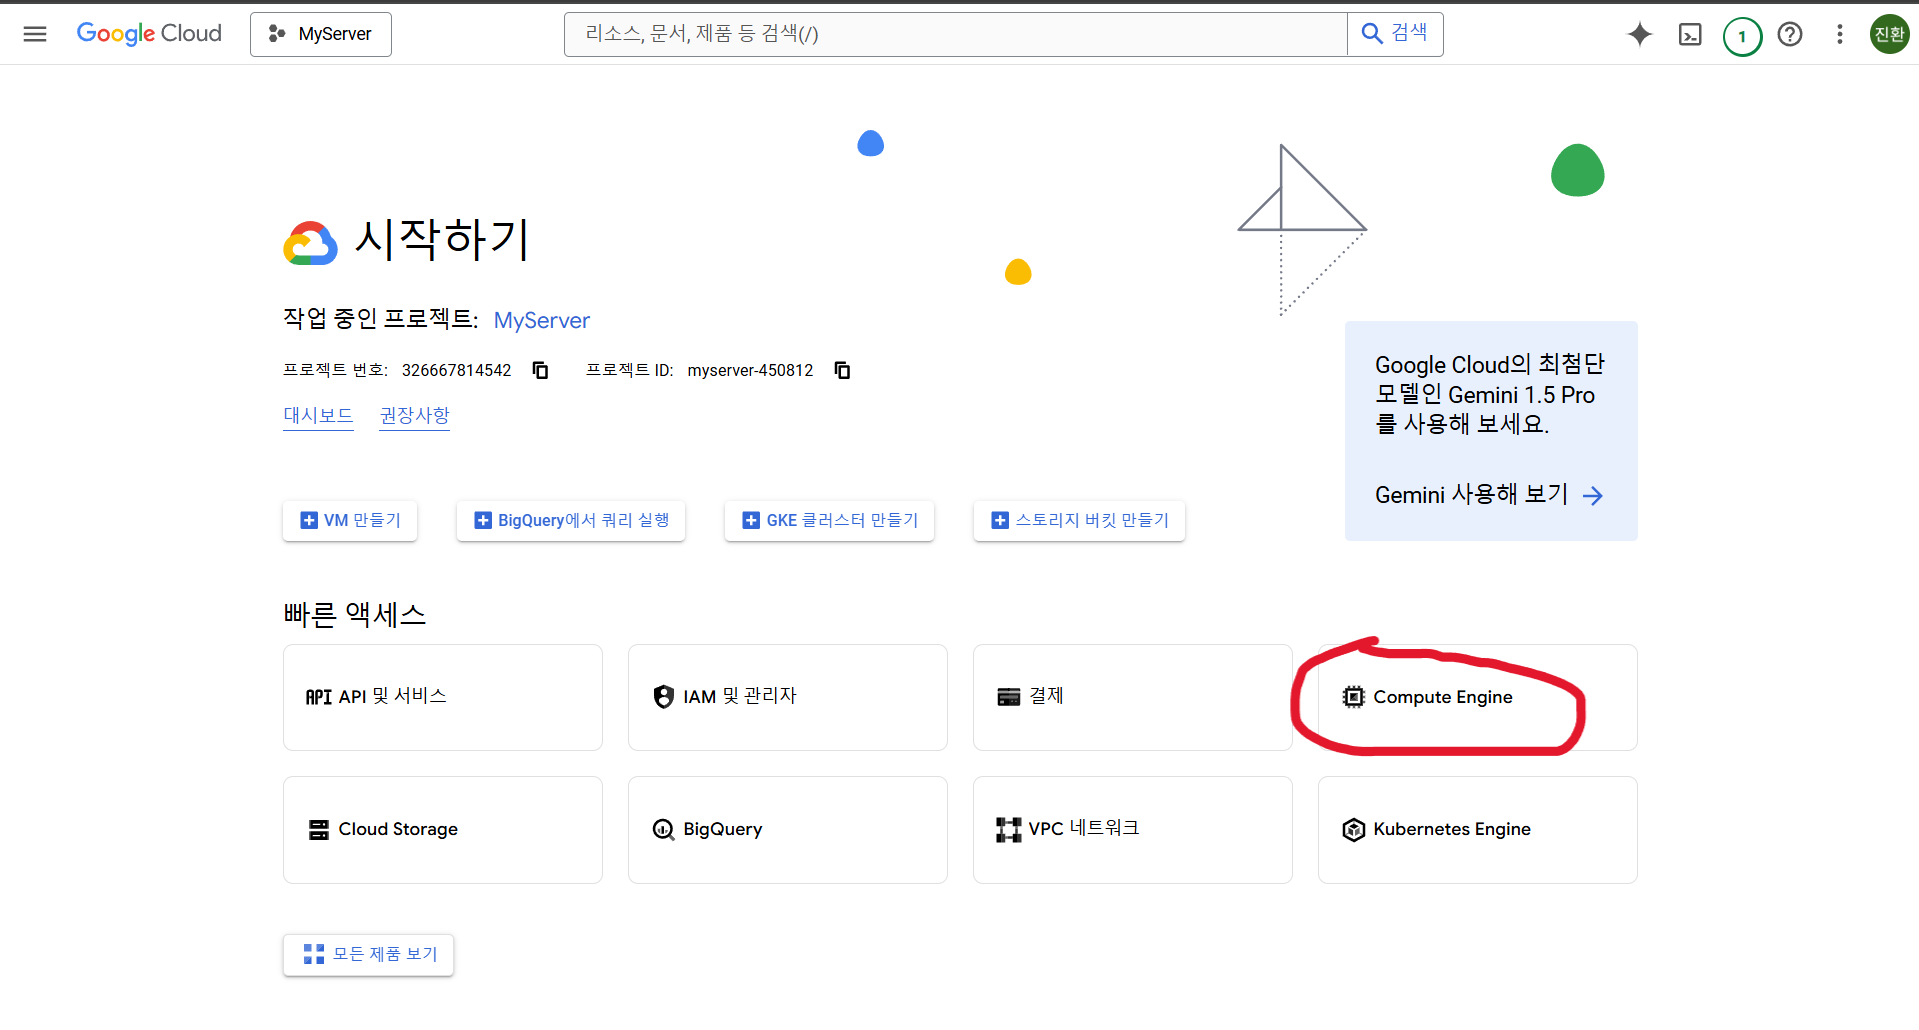 Google Cloud
MyServer
리소스, 문서, 제품 등 검색(/)
검색
1
진환
시작하기
작업 중인 프로젝트: MyServer
프로젝트 번호: 326667814542 프로젝트 ID: myserver-450812
대시보드 권장사항
Google Cloud의 최첨단
모델인 Gemini 1.5 Pro
를 사용해 보세요.
Gemini 사용해 보기
VM 만들기
BigQuery에서 쿼리 실행
GKE 클러스터 만들기
스토리지 버킷 만들기
빠른 액세스
API API 및 서비스
IAM 및 관리자
결제
Compute Engine
Cloud Storage
BigQuery
VPC 네트워크
Kubernetes Engine
모든 제품 보기